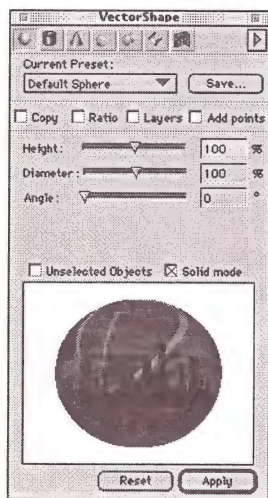 VectorShape
Current Preset:
Default Sphere Save...
Copy Ratio Layers Add points
Height: 100 %
Diameter: 100 %
Angle: 0 °
Unselected Objects Solid mode
Reset Apply